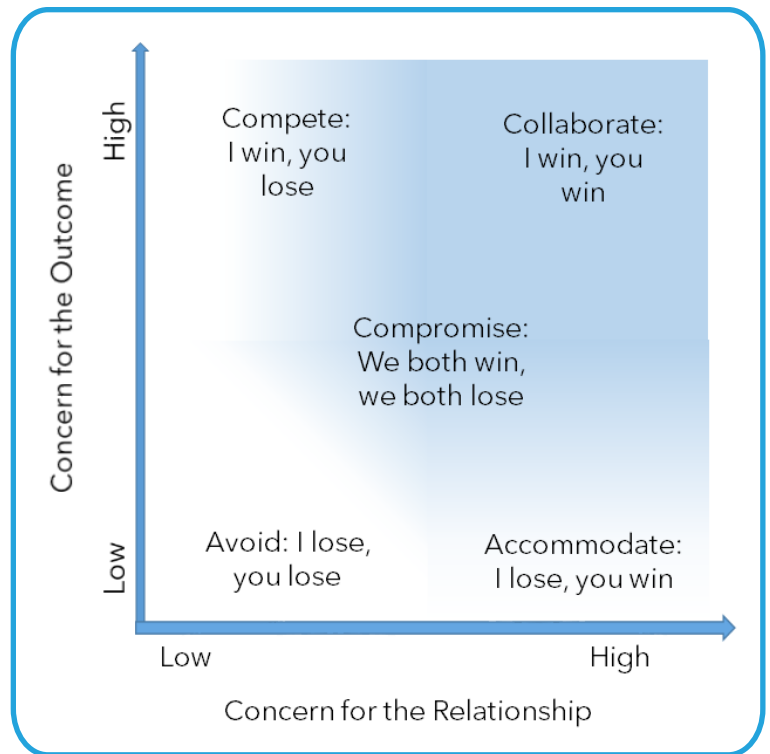 Concern for the Outcome
High
Low
Compete:
I win, you
lose
Collaborate:
I win, you
win
Compromise:
We both win,
we both lose
Avoid: I lose,
you lose
Accommodate:
I lose, you win
Low
High
Concern for the Relationship